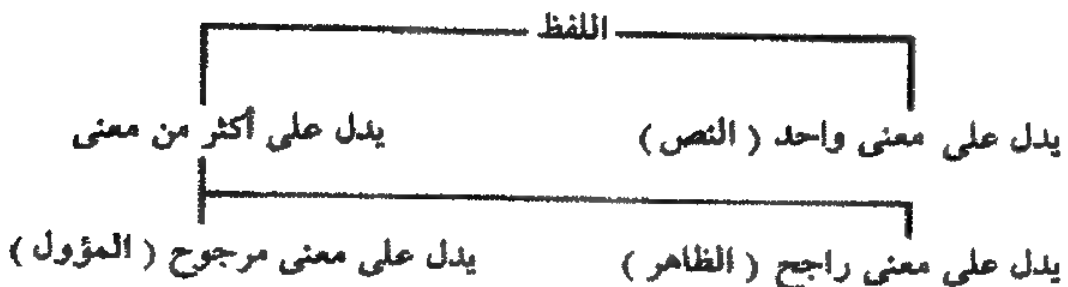 اللفظ
يدل على معنى واحد ( النص ) يدل على أكثر من معنى
يدل على معنى راجح ( الظاهر ) يدل على معنى مرجوح ( المؤول )